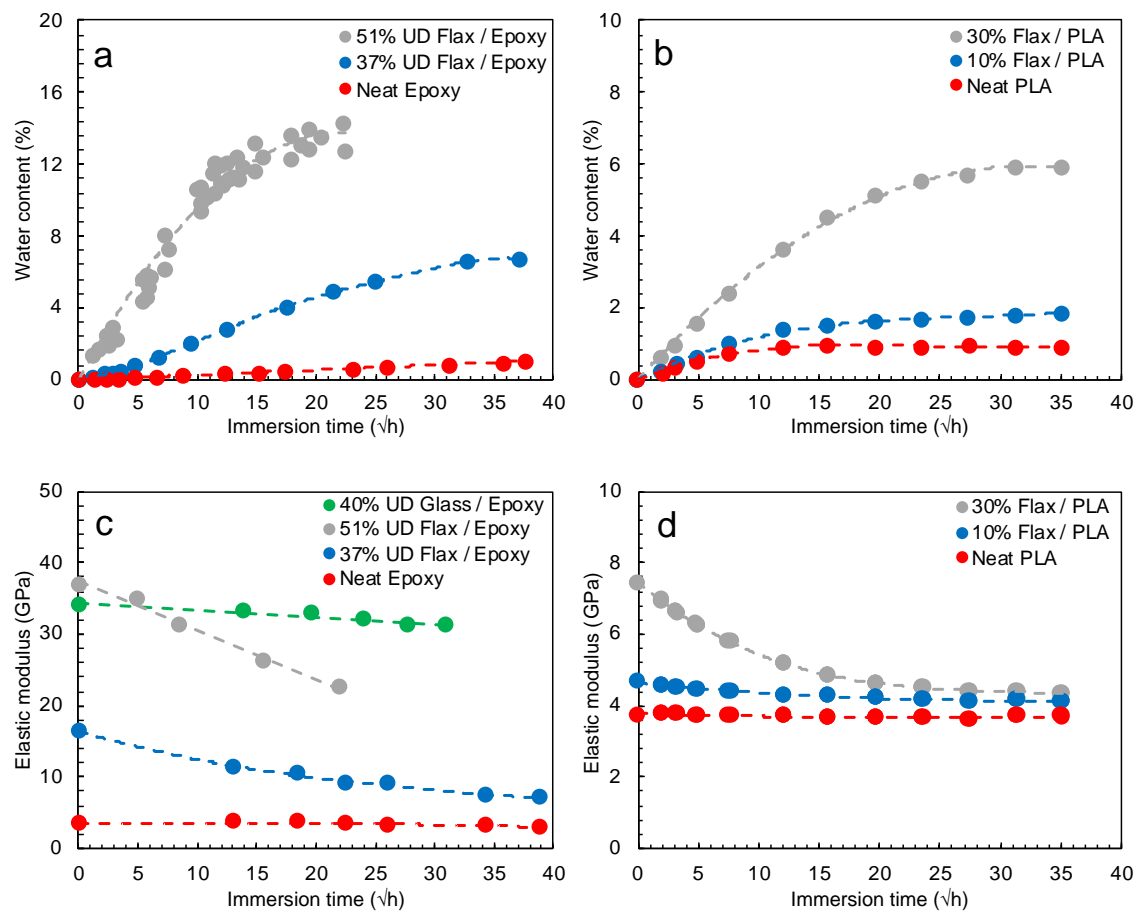 a
51% UD Flax / Epoxy
37% UD Flax / Epoxy
Neat Epoxy
Water content (%)
20
16
12
8
4
0
0 5 10 15 20 25 30 35 40
Immersion time (√h)
b
30% Flax / PLA
10% Flax / PLA
Neat PLA
Water content (%)
10
8
6
4
2
0
0 5 10 15 20 25 30 35 40
Immersion time (√h)
c
40% UD Glass / Epoxy
51% UD Flax / Epoxy
37% UD Flax / Epoxy
Neat Epoxy
Elastic modulus (GPa)
50
40
30
20
10
0
0 5 10 15 20 25 30 35 40
Immersion time (√h)
d
30% Flax / PLA
10% Flax / PLA
Neat PLA
Elastic modulus (GPa)
10
8
6
4
2
0
0 5 10 15 20 25 30 35 40
Immersion time (√h)